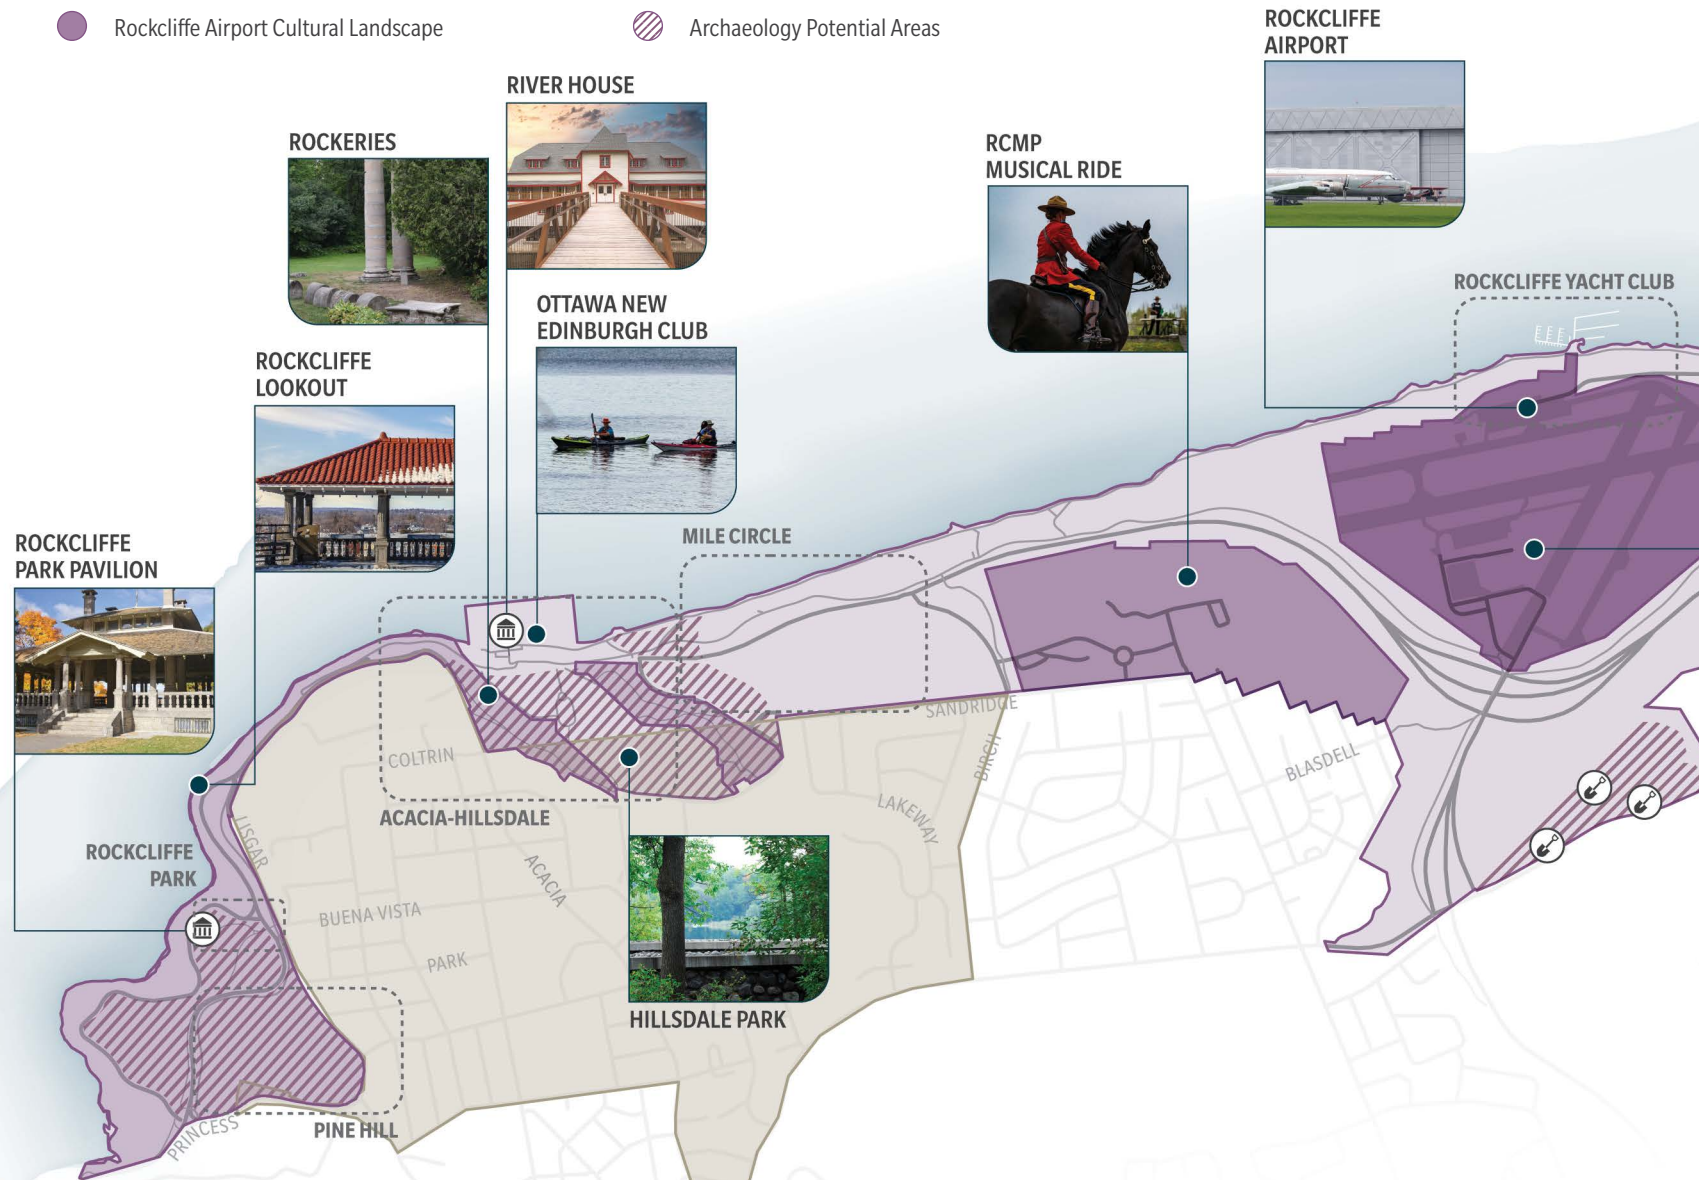 Rockcliffe Airport Cultural Landscape
Archaeology Potential Areas
ROCKCLIFFE
AIRPORT
RIVER HOUSE
ROCKERIES
RCMP
MUSICAL RIDE
ROCKCLIFFE YACHT CLUB
OTTAWA NEW
EDINBURGH CLUB
ROCKCLIFFE
LOOKOUT
MILE CIRCLE
ROCKCLIFFE
PARK PAVILION
SANDRIDGE
BIRCH
BLASDELL
COLTRIN
LAKEWAY
ACACIA-HILLSDALE
LISGAR
ROCKCLIFFE
PARK
ACACIA
BUENA VISTA
PARK
HILLSDALE PARK
PRINCESS
PINE HILL